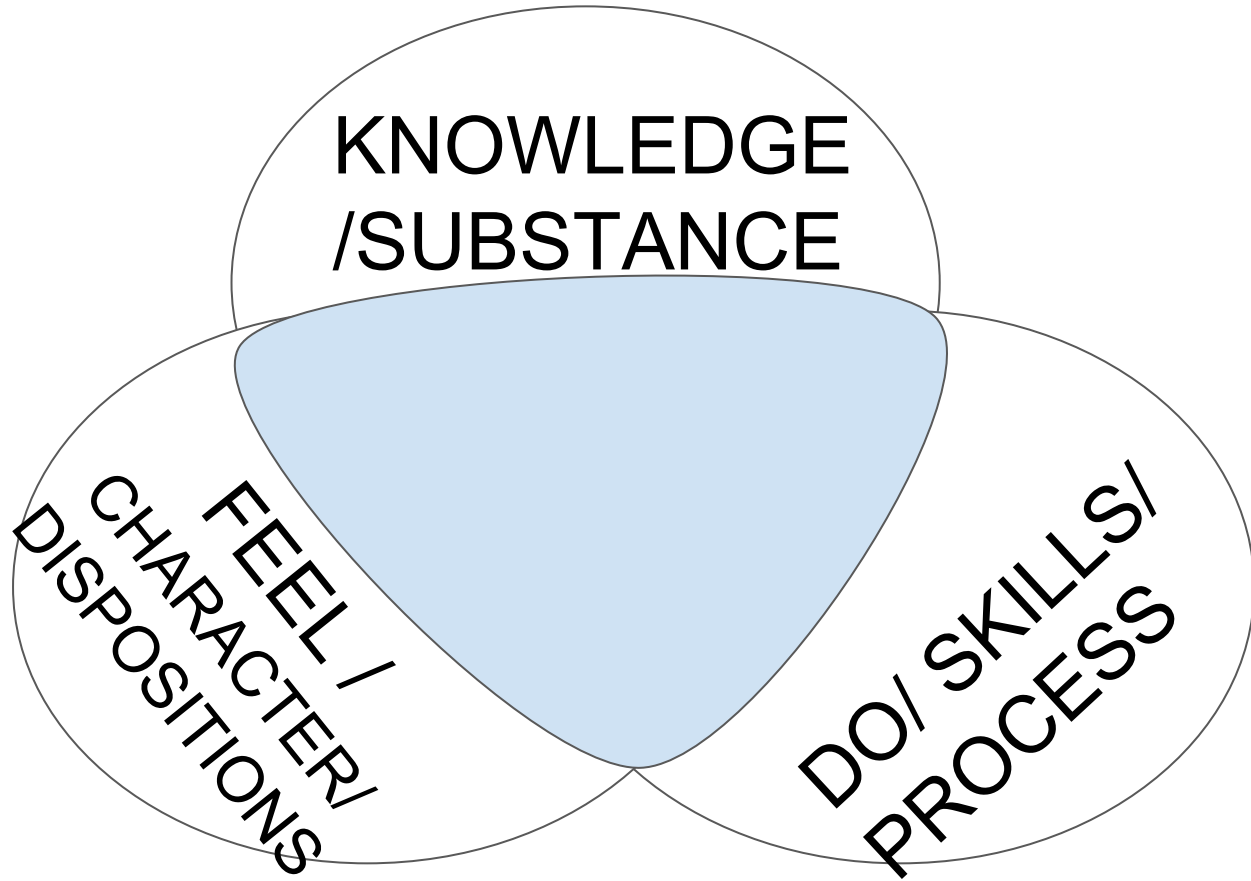 KNOWLEDGE
/SUBSTANCE
FEEL /
CHARACTER/
DISPOSITIONS
DO/ SKILLS/
PROCESS